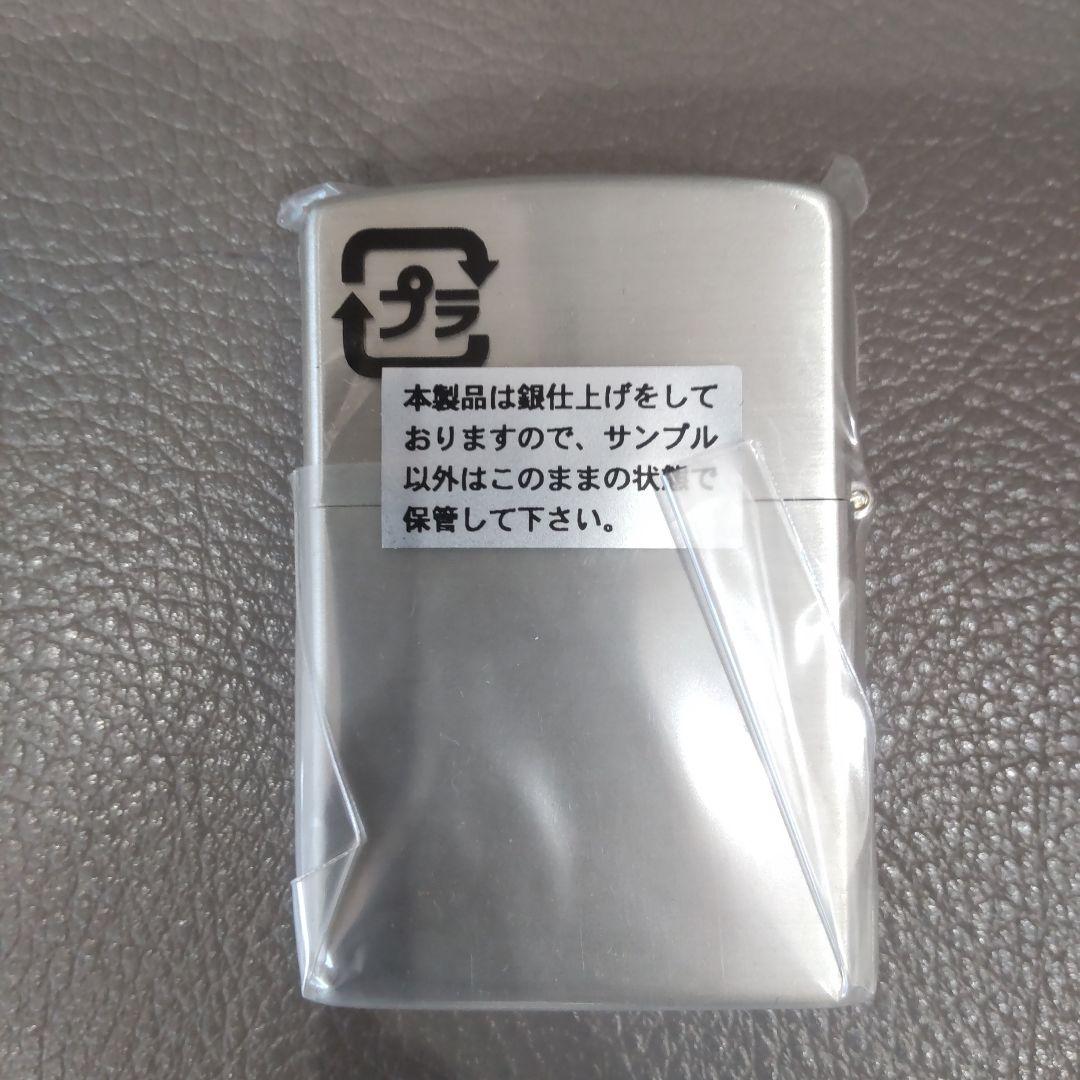 プラ
本製品は銀仕上げをして
おりますので、サンプル
以外はこのままの状態で
保管して下さい。